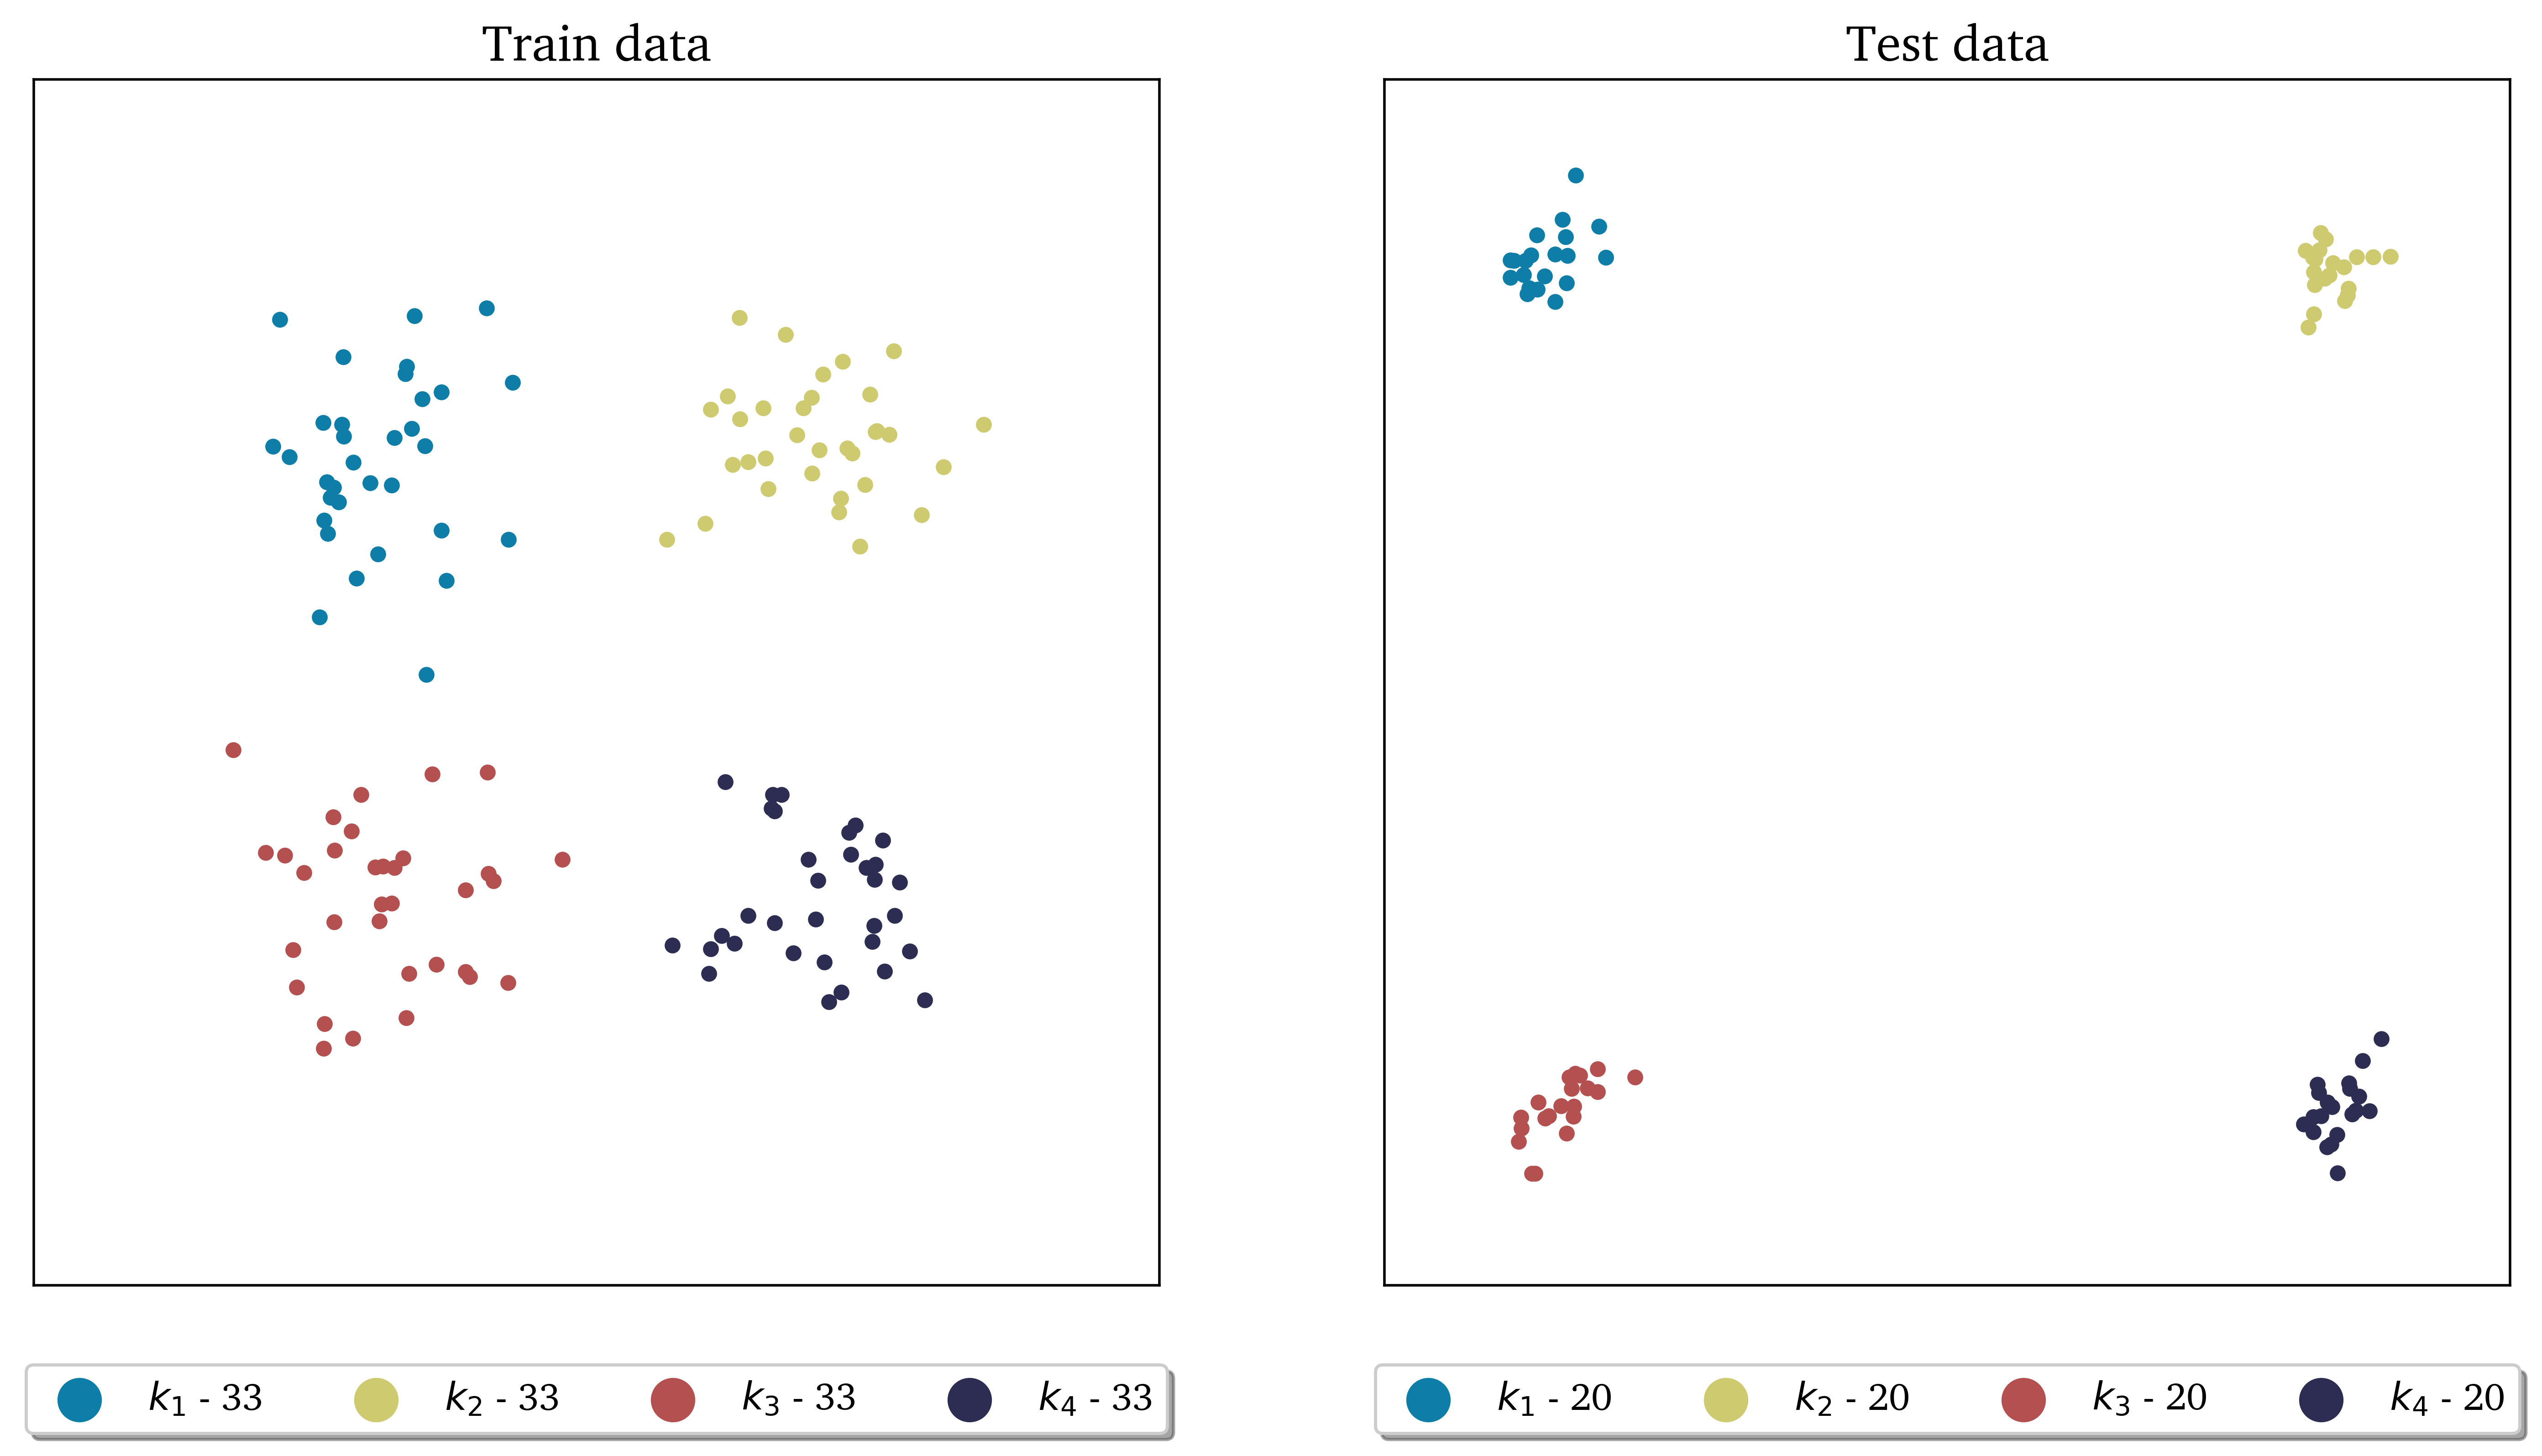 Train data
Test data
k₁ - 33 k₂ - 33 k₃ - 33 k₄ - 33
k₁ - 20 k₂ - 20 k₃ - 20 k₄ - 20